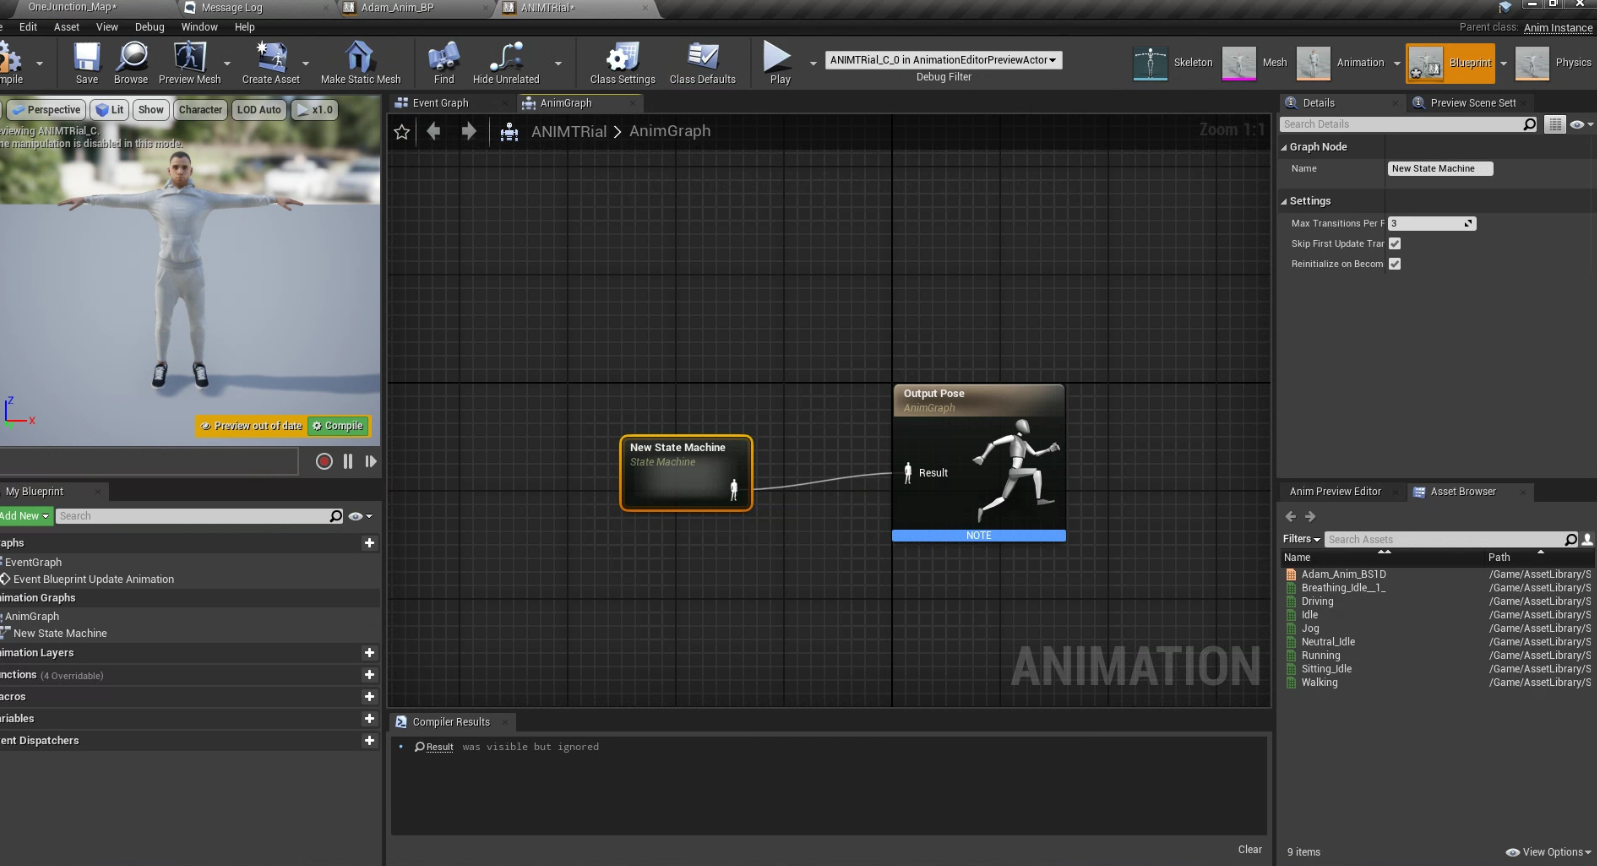 OneJunction_Map*
Message Log
Adam_Anim_BP
ANIMTRial*
Edit Asset View Debug Window Help
Parent class: Anim Instance
Save
Browse
Preview Mesh
Create Asset
Make Static Mesh
Find
Hide Unrelated
Class Settings
Class Defaults
Play
ANIMTRial_C_0 in AnimationEditorPreviewActor
Debug Filter
Skeleton
Mesh
Animation
Blueprint
Physics
Perspective
Lit
Show
Character
LOD Auto
x1.0
viewing ANIMTRial_C.
ne manipulation is disabled in this mode.
Z
X
Preview out of date
Compile
Event Graph
AnimGraph
ANIMTRial > AnimGraph
Zoom 1:1
New State Machine
State Machine
Output Pose
AnimGraph
Result
NOTE
ANIMATION
Details
Preview Scene Sett
Search Details
Graph Node
Name
New State Machine
Settings
Max Transitions Per F
3
Skip First Update Tran
Reinitialize on Becom
My Blueprint
Add New
Search
raphs
EventGraph
Event Blueprint Update Animation
nimation Graphs
AnimGraph
New State Machine
nimation Layers
unctions (4 Overridable)
acros
ariables
ent Dispatchers
Compiler Results
Result was visible but ignored
Clear
Anim Preview Editor
Asset Browser
Filters
Search Assets
Name Path
Adam_Anim_BS1D /Game/AssetLibrary/S
Breathing_Idle__1_ /Game/AssetLibrary/S
Driving /Game/AssetLibrary/S
Idle /Game/AssetLibrary/S
Jog /Game/AssetLibrary/S
Neutral_Idle /Game/AssetLibrary/S
Running /Game/AssetLibrary/S
Sitting_Idle /Game/AssetLibrary/S
Walking /Game/AssetLibrary/S
9 items
View Options